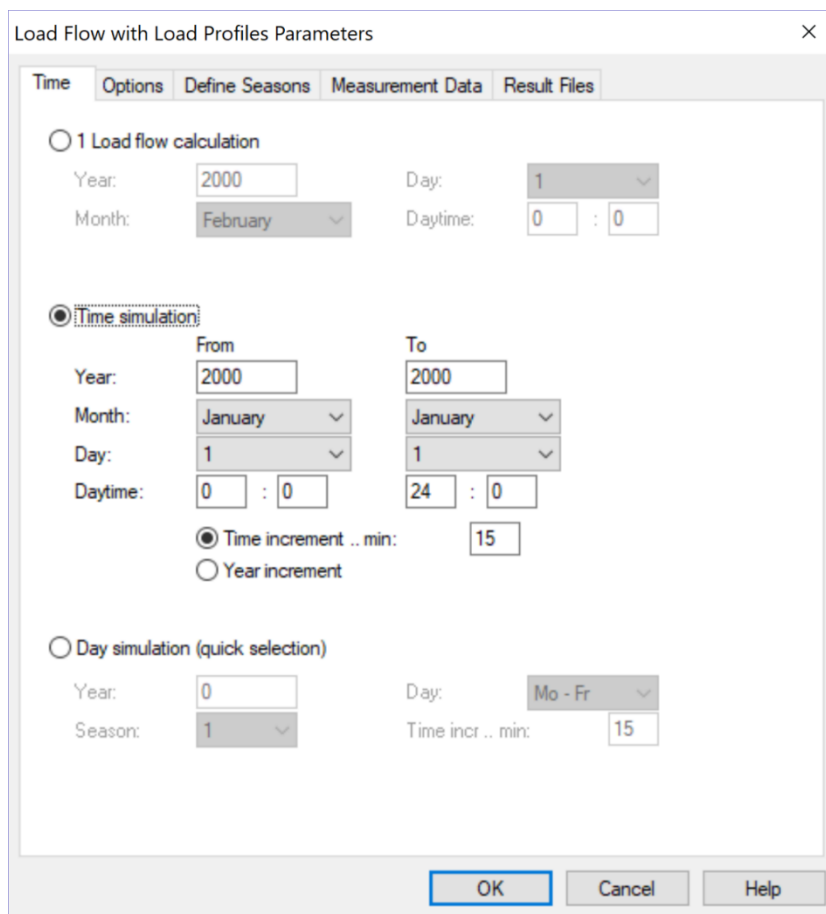 Load Flow with Load Profiles Parameters
Time Options Define Seasons Measurement Data Result Files
1 Load flow calculation
Year: 2000 Day: 1
Month: February Daytime: 0 : 0
Time simulation
From To
Year: 2000 2000
Month: January January
Day: 1 1
Daytime: 0 : 0 24 : 0
Time increment .. min: 15
Year increment
Day simulation (quick selection)
Year: 0 Day: Mo - Fr
Season: 1 Time incr .. min: 15
OK Cancel Help